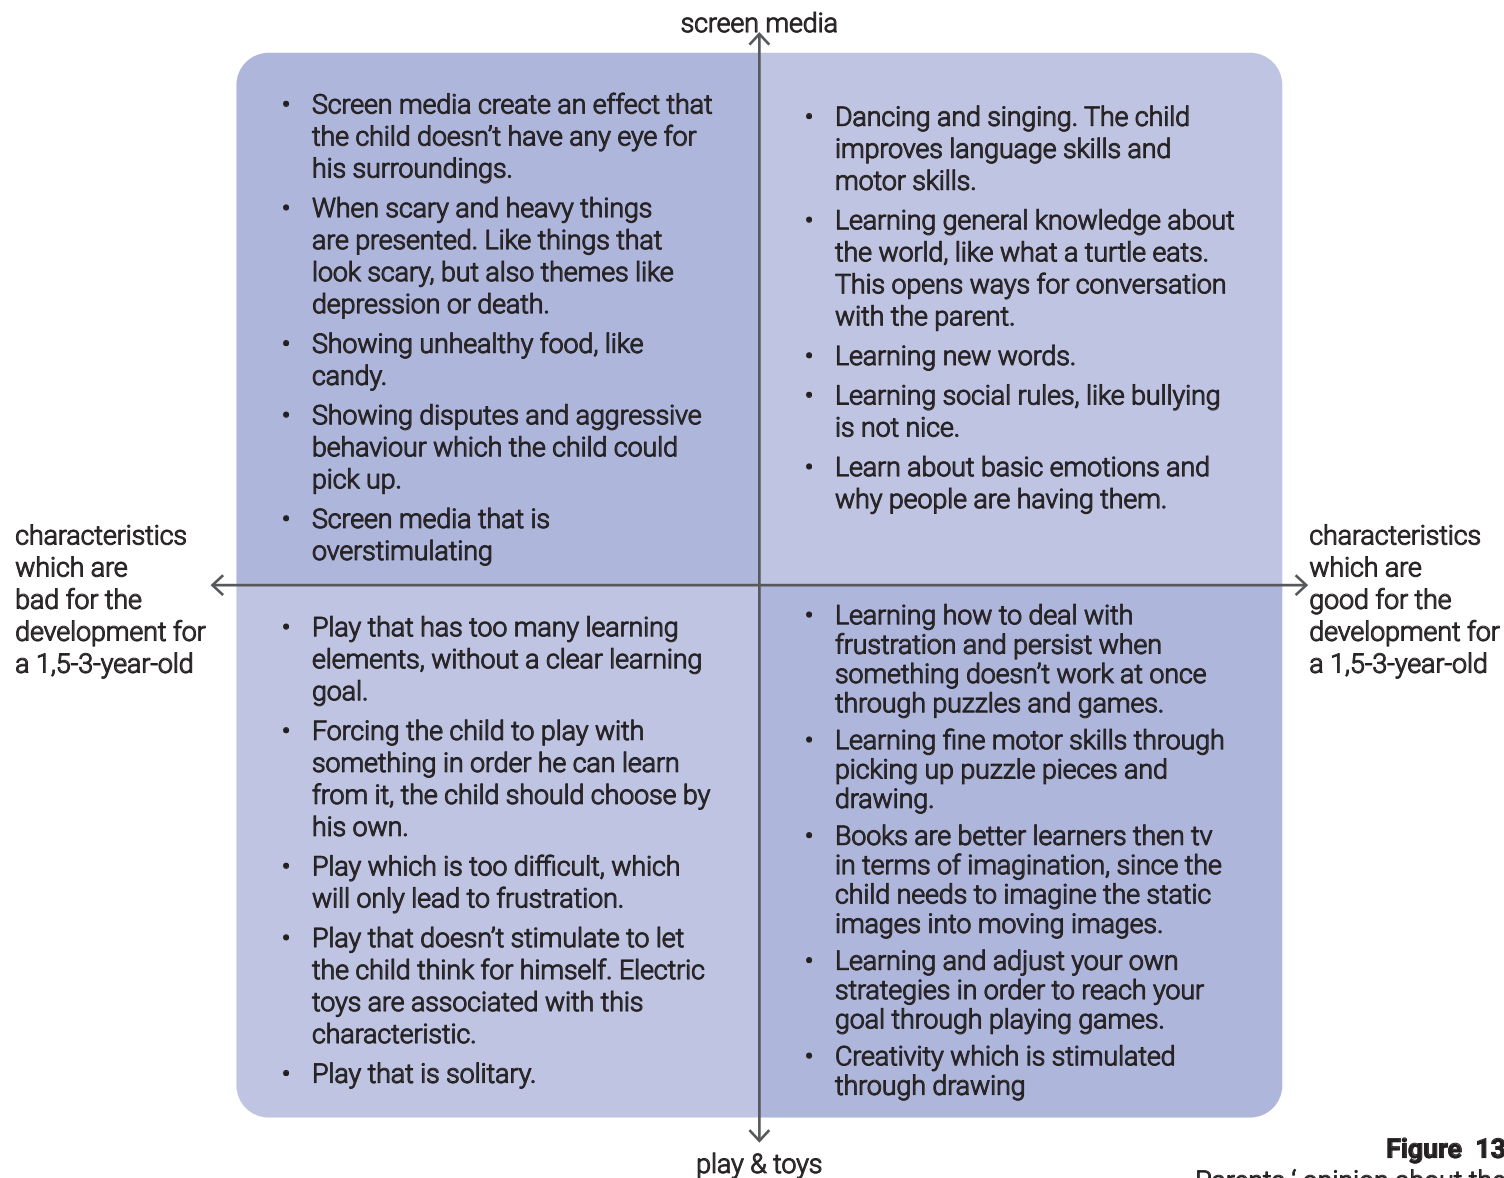 screen media
• Screen media create an effect that
the child doesn't have any eye for
his surroundings.
• When scary and heavy things
are presented. Like things that
look scary, but also themes like
depression or death.
• Showing unhealthy food, like
candy.
• Showing disputes and aggressive
behaviour which the child could
pick up.
• Screen media that is
overstimulating
• Dancing and singing. The child
improves language skills and
motor skills.
• Learning general knowledge about
the world, like what a turtle eats.
This opens ways for conversation
with the parent.
• Learning new words.
• Learning social rules, like bullying
is not nice.
• Learn about basic emotions and
why people are having them.
characteristics
which are
bad for the
development for
a 1,5-3-year-old
characteristics
which are
good for the
development for
a 1,5-3-year-old
• Play that has too many learning
elements, without a clear learning
goal.
• Forcing the child to play with
something in order he can learn
from it, the child should choose by
his own.
• Play which is too difficult, which
will only lead to frustration.
• Play that doesn't stimulate to let
the child think for himself. Electric
toys are associated with this
characteristic.
• Play that is solitary.
• Learning how to deal with
frustration and persist when
something doesn't work at once
through puzzles and games.
• Learning fine motor skills through
picking up puzzle pieces and
drawing.
• Books are better learners then tv
in terms of imagination, since the
child needs to imagine the static
images into moving images.
• Learning and adjust your own
strategies in order to reach your
goal through playing games.
• Creativity which is stimulated
through drawing
play & toys
Figure 13
Parents ' opinion about the